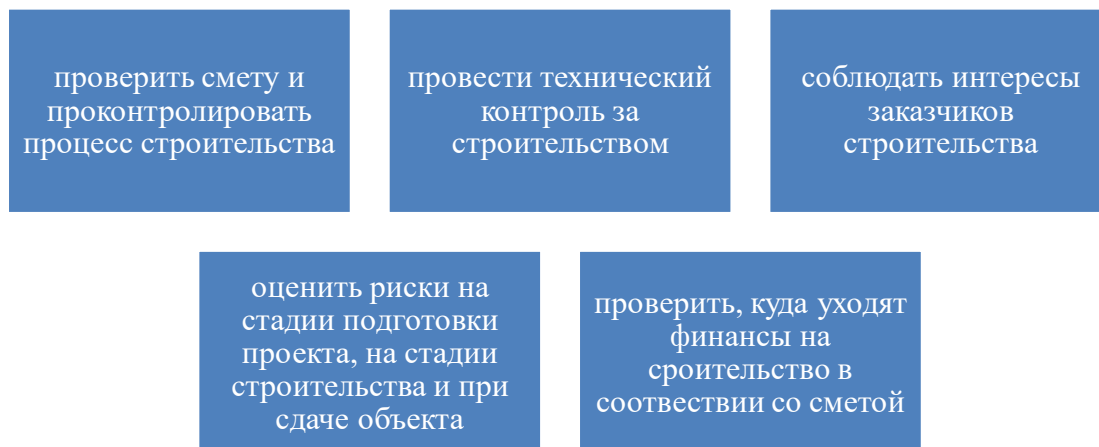 проверить смету и
проконтролировать
процесс строительства
провести технический
контроль за
строительством
соблюдать интересы
заказчиков
строительства
оценить риски на
стадии подготовки
проекта, на стадии
строительства и при
сдаче объекта
проверить, куда уходят
финансы на
сроительство в
соотвествии со сметой